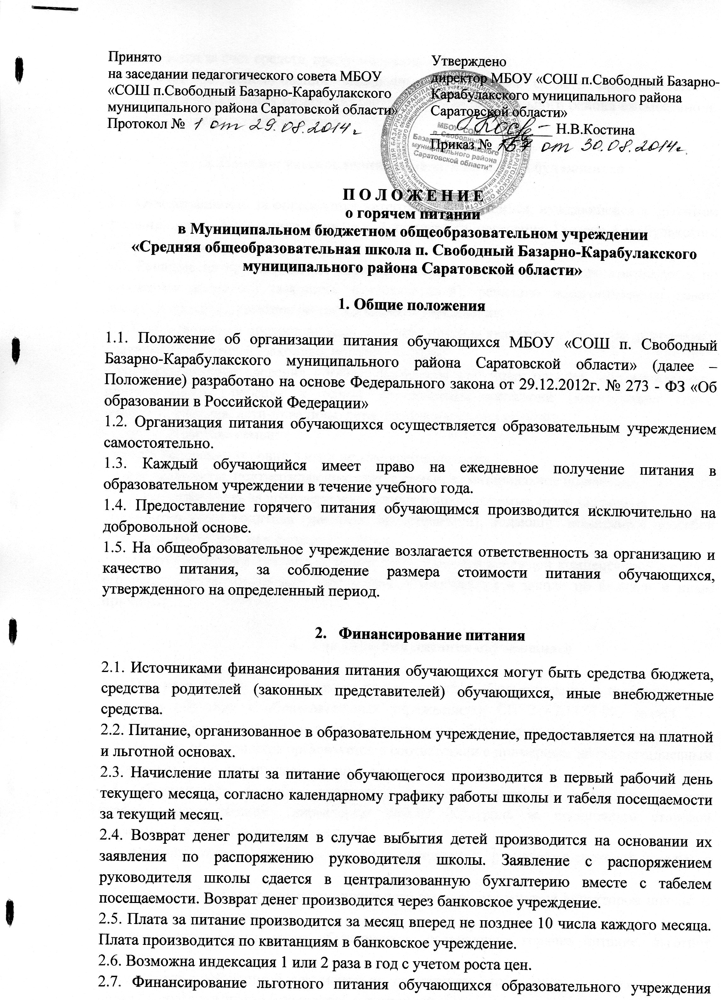 Принято
на заседании педагогического совета МБОУ
«СОШ п.Свободный Базарно-Карабулакского
муниципального района Саратовской области»
Протокол № 1 от 29.08.2014г
Утверждено
директор МБОУ «СОШ п.Свободный Базарно-
Карабулакского муниципального района
Саратовской области»
Н.В.Костина
Приказ № 157 от 30.08.2014г.
МБОУ "СОШ
п. Свободный
Базарно-Карабулакского
муниципального района
Саратовской области"
П О Л О Ж Е Н И Е
о горячем питании
в Муниципальном бюджетном общеобразовательном учреждении
«Средняя общеобразовательная школа п. Свободный Базарно-Карабулакского
муниципального района Саратовской области»
1. Общие положения
1.1. Положение об организации питания обучающихся МБОУ «СОШ п. Свободный
Базарно-Карабулакского муниципального района Саратовской области» (далее –
Положение) разработано на основе Федерального закона от 29.12.2012г. № 273 - ФЗ «Об
образовании в Российской Федерации»
1.2. Организация питания обучающихся осуществляется образовательным учреждением
самостоятельно.
1.3. Каждый обучающийся имеет право на ежедневное получение питания в
образовательном учреждении в течение учебного года.
1.4. Предоставление горячего питания обучающимся производится исключительно на
добровольной основе.
1.5. На общеобразовательное учреждение возлагается ответственность за организацию и
качество питания, за соблюдение размера стоимости питания обучающихся,
утвержденного на определенный период.
2. Финансирование питания
2.1. Источниками финансирования питания обучающихся могут быть средства бюджета,
средства родителей (законных представителей) обучающихся, иные внебюджетные
средства.
2.2. Питание, организованное в образовательном учреждение, предоставляется на платной
и льготной основах.
2.3. Начисление платы за питание обучающегося производится в первый рабочий день
текущего месяца, согласно календарному графику работы школы и табеля посещаемости
за текущий месяц.
2.4. Возврат денег родителям в случае выбытия детей производится на основании их
заявления по распоряжению руководителя школы. Заявление с распоряжением
руководителя школы сдается в централизованную бухгалтерию вместе с табелем
посещаемости. Возврат денег производится через банковское учреждение.
2.5. Плата за питание производится за месяц вперед не позднее 10 числа каждого месяца.
Плата производится по квитанциям в банковское учреждение.
2.6. Возможна индексация 1 или 2 раза в год с учетом роста цен.
2.7. Финансирование льготного питания обучающихся образовательного учреждения